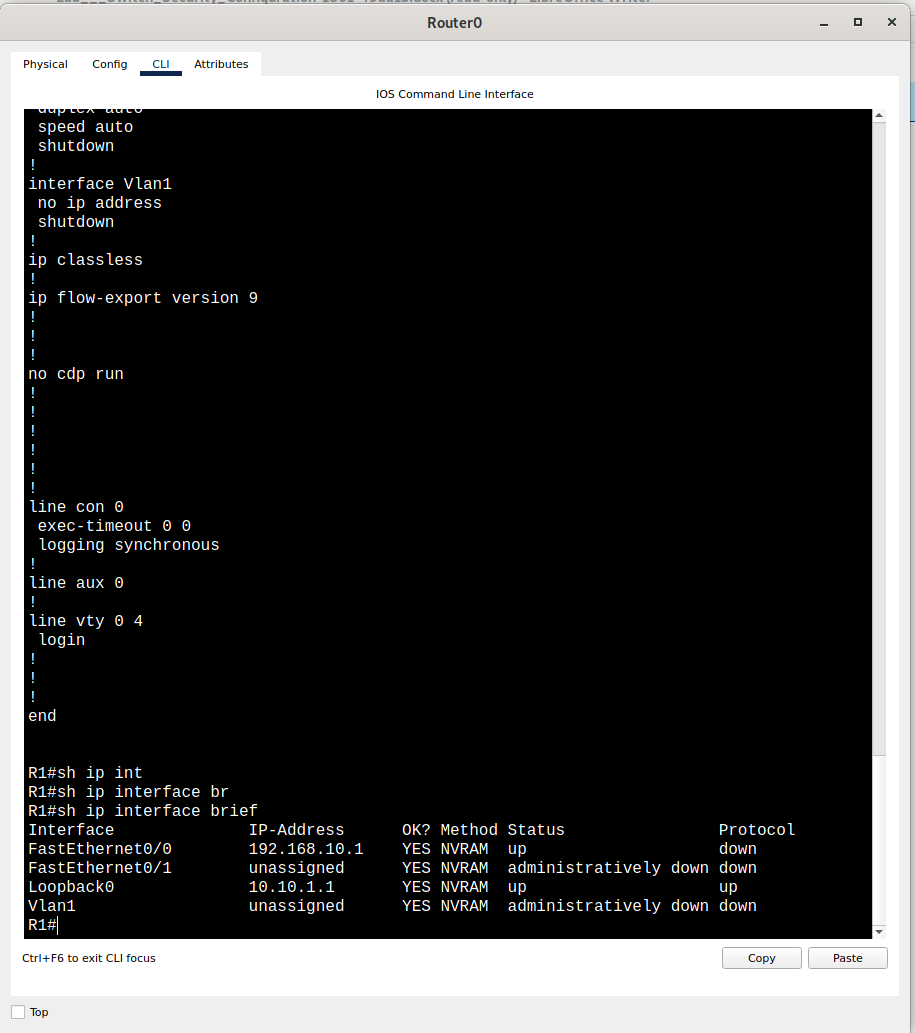 Router0
Physical Config CLI Attributes
IOS Command Line Interface
duplex auto
speed auto
shutdown
!
interface Vlan1
no ip address
shutdown
!
ip classless
!
ip flow-export version 9
!
!
!
no cdp run
!
!
!
!
!
!
line con 0
exec-timeout 0 0
logging synchronous
!
line aux 0
!
line vty 0 4
login
!
!
!
end
R1#sh ip int
R1#sh ip interface br
R1#sh ip interface brief
Interface IP-Address OK? Method Status Protocol
FastEthernet0/0 192.168.10.1 YES NVRAM up down
FastEthernet0/1 unassigned YES NVRAM administratively down down
Loopback0 10.10.1.1 YES NVRAM up up
Vlan1 unassigned YES NVRAM administratively down down
R1#
Ctrl+F6 to exit CLI focus
Copy Paste
Top